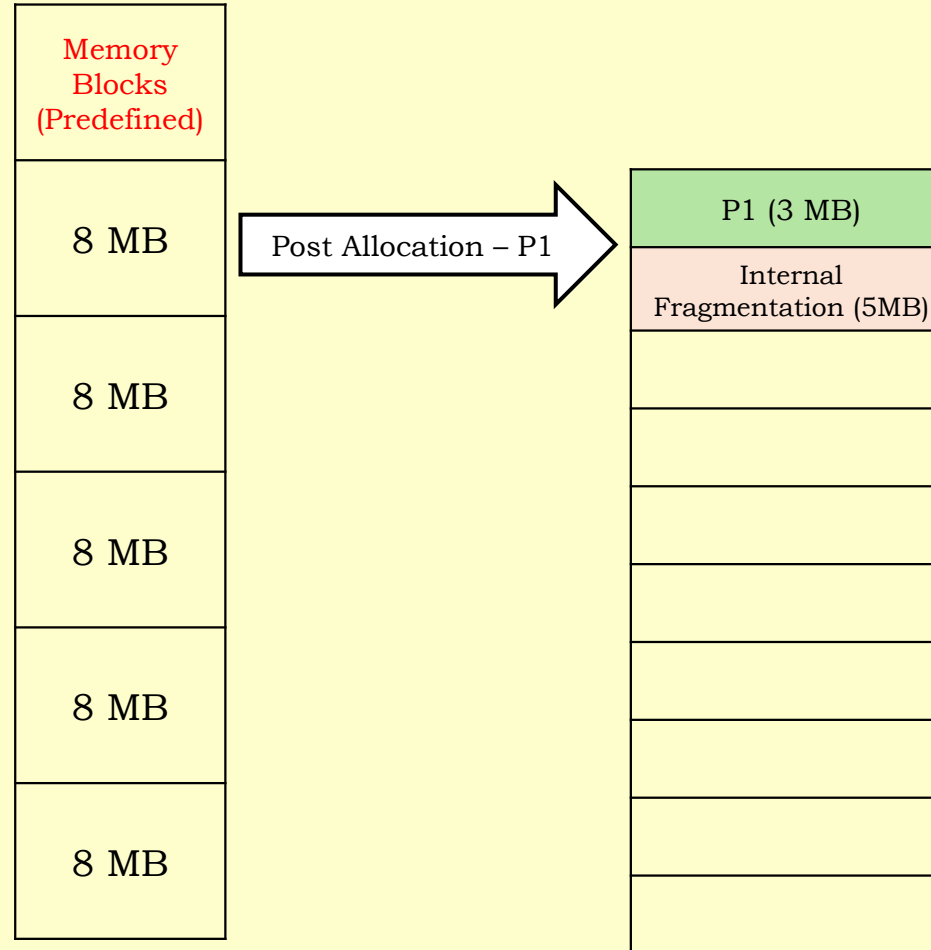 Memory
Blocks
(Predefined)
8 MB
Post Allocation – P1
P1 (3 MB)
Internal
Fragmentation (5MB)
8 MB
8 MB
8 MB
8 MB